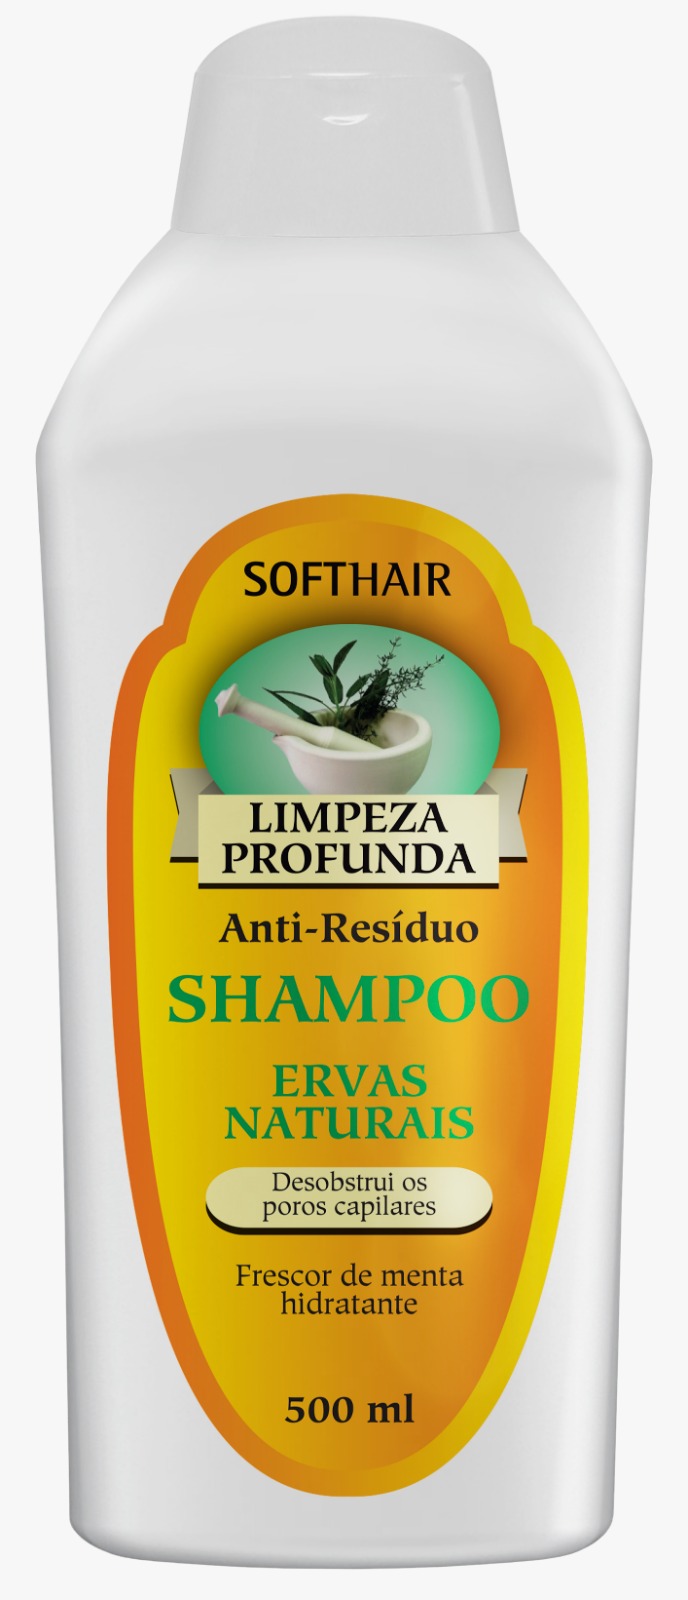 SOFTHAIR
LIMPEZA
PROFUNDA
Anti-Resíduo
SHAMPOO
ERVAS
NATURAIS
Desobstrui os
poros capilares
Frescor de menta
hidratante
500 ml